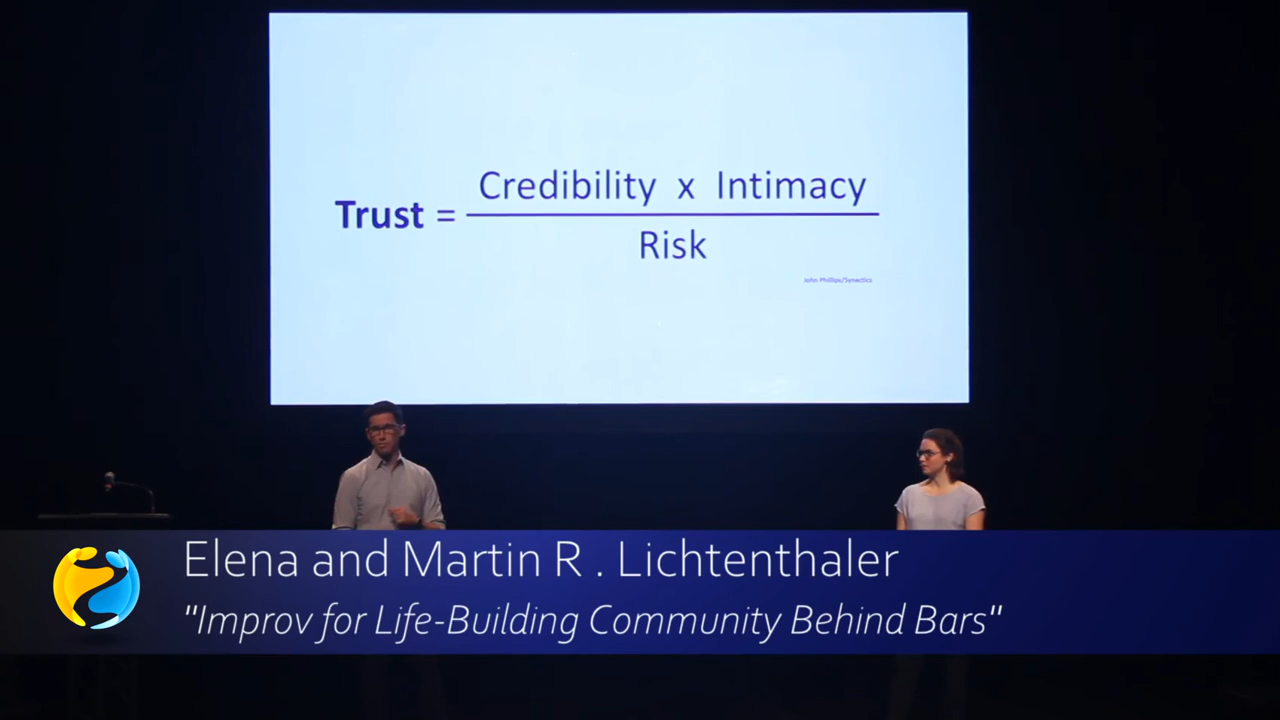 Credibility x Intimacy
Trust =
Risk
John Phillips/Synectics
Elena and Martin R . Lichtenthaler
"Improv for Life-Building Community Behind Bars"